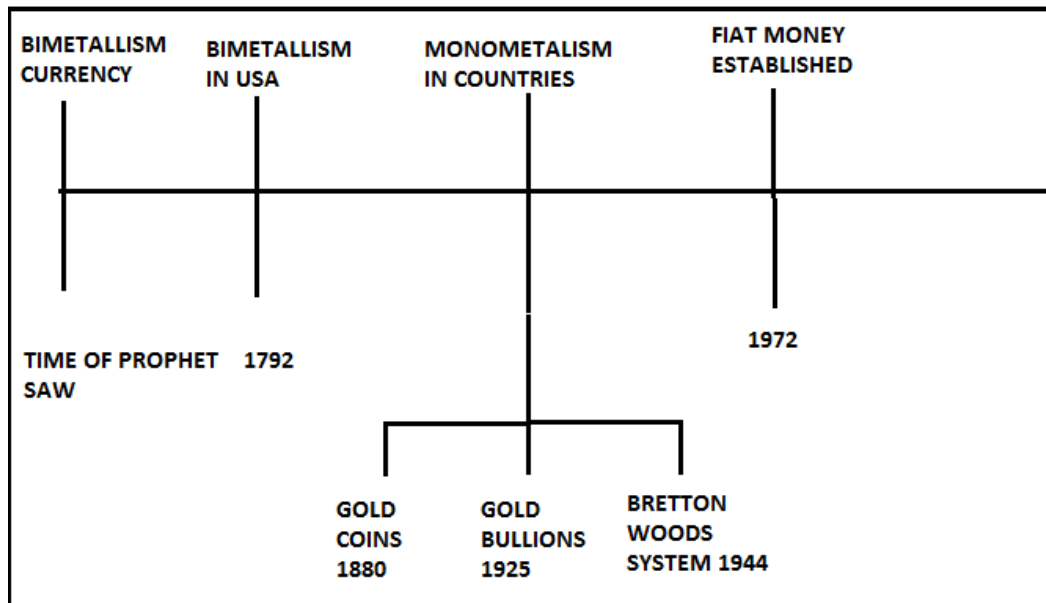 BIMETALLISM
CURRENCY
BIMETALLISM
IN USA
MONOMETALISM
IN COUNTRIES
FIAT MONEY
ESTABLISHED
TIME OF PROPHET
SAW
1792
1972
GOLD
COINS
1880
GOLD
BULLIONS
1925
BRETTON
WOODS
SYSTEM 1944